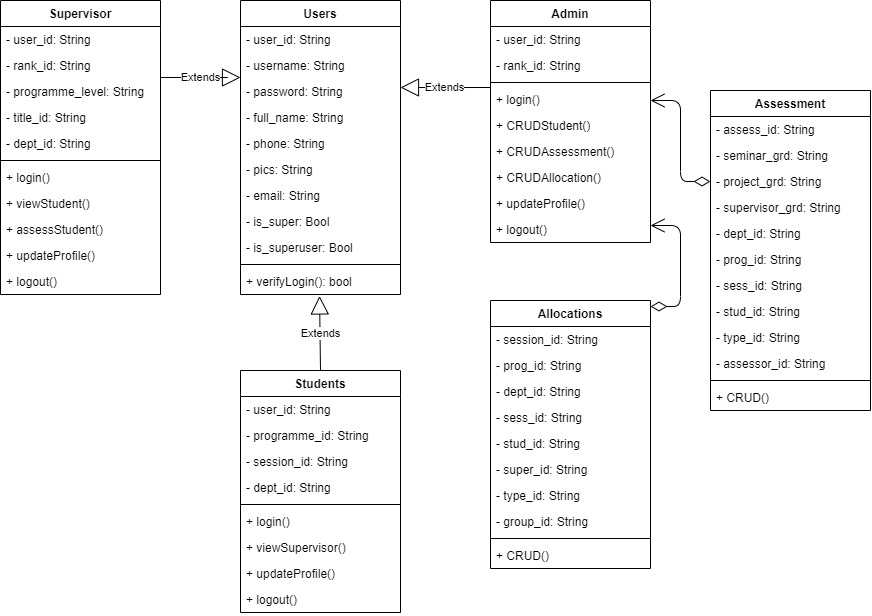 Supervisor
- user_id: String
- rank_id: String
- programme_level: String
- title_id: String
- dept_id: String
+ login()
+ viewStudent()
+ assessStudent()
+ updateProfile()
+ logout()
Extends
Users
- user_id: String
- username: String
- password: String
- full_name: String
- phone: String
- pics: String
- email: String
- is_super: Bool
- is_superuser: Bool
+ verifyLogin(): bool
Extends
Admin
- user_id: String
- rank_id: String
+ login()
+ CRUDStudent()
+ CRUDAssessment()
+ CRUDAllocation()
+ updateProfile()
+ logout()
Assessment
- assess_id: String
- seminar_grd: String
- project_grd: String
- supervisor_grd: String
- dept_id: String
- prog_id: String
- sess_id: String
- stud_id: String
- type_id: String
- assessor_id: String
+ CRUD()
Extends
Students
- user_id: String
- programme_id: String
- session_id: String
- dept_id: String
+ login()
+ viewSupervisor()
+ updateProfile()
+ logout()
Allocations
- session_id: String
- prog_id: String
- dept_id: String
- sess_id: String
- stud_id: String
- super_id: String
- type_id: String
- group_id: String
+ CRUD()